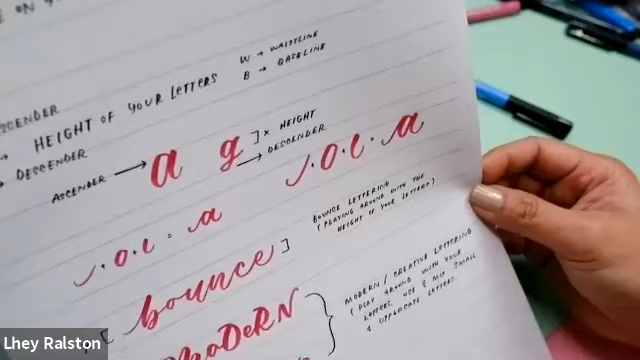 W → WAISTLINE
B → BASELINE
→ HEIGHT OF YOUR LETTERS
→ DESCENDER
ASCENDER → a g ] X HEIGHT
→ DESCENDER
a
+ o + l = a
BOUNCE LETTERING
(PLAYING AROUND WITH THE
HEIGHT OF YOUR LETTERS)
[ bounce ]
MODERN / CREATIVE LETTERING
(PLAY AROUND WITH YOUR
LETTERS, USE & MIX SMALL
& UPPERCASE LETTERS.
MoDeRN
Lhey Ralston